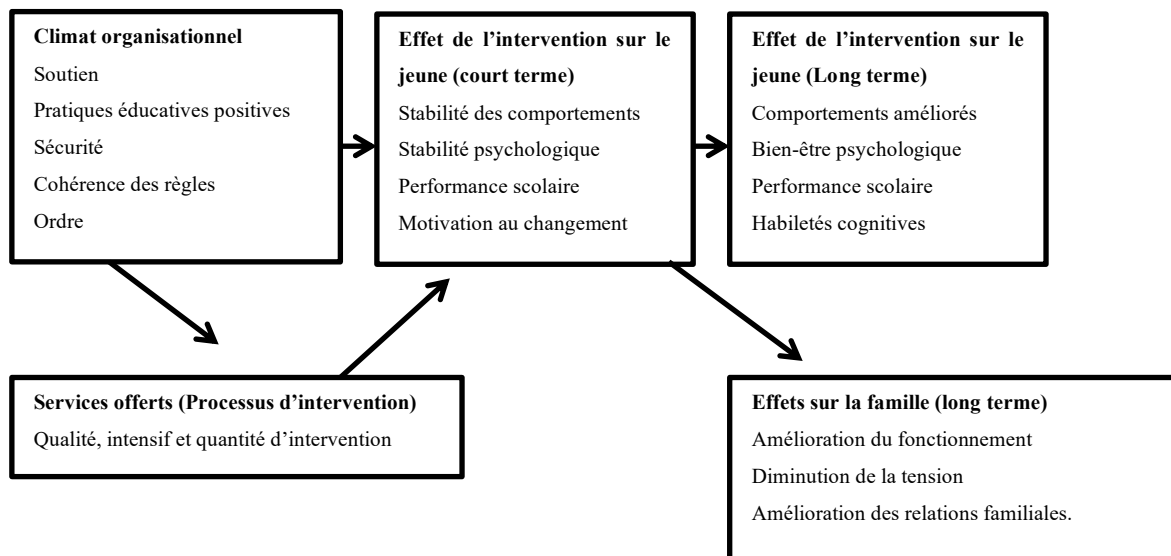 Climat organisationnel
Soutien
Pratiques éducatives positives
Sécurité
Cohérence des règles
Ordre
Effet de l’intervention sur le
jeune (court terme)
Stabilité des comportements
Stabilité psychologique
Performance scolaire
Motivation au changement
Effet de l’intervention sur le
jeune (Long terme)
Comportements améliorés
Bien-être psychologique
Performance scolaire
Habiletés cognitives
Services offerts (Processus d’intervention)
Qualité, intensif et quantité d’intervention
Effets sur la famille (long terme)
Amélioration du fonctionnement
Diminution de la tension
Amélioration des relations familiales.